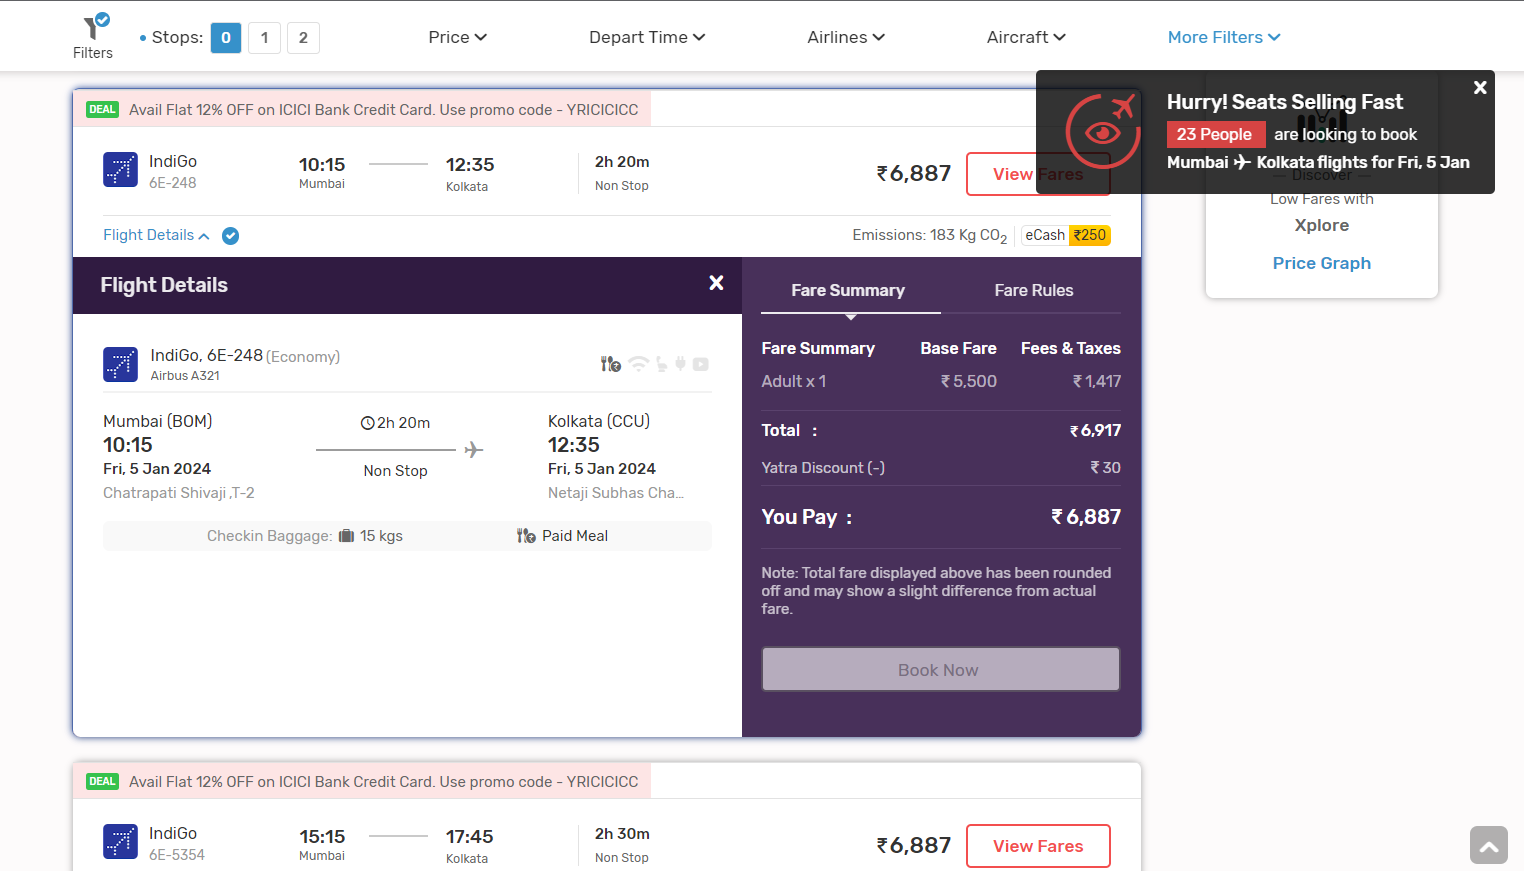 Filters
Stops: 0 1 2
Price
Depart Time
Airlines
Aircraft
More Filters
Hurry! Seats Selling Fast
23 People are looking to book
Mumbai Kolkata flights for Fri, 5 Jan
Discover
Low Fares with
Xplore
Price Graph
DEAL Avail Flat 12% OFF on ICICI Bank Credit Card. Use promo code - YRICICICC
IndiGo
6E-248
10:15
Mumbai
12:35
Kolkata
2h 20m
Non Stop
₹6,887
View Fares
Flight Details
Emissions: 183 Kg CO2
eCash ₹250
Flight Details
IndiGo, 6E-248 (Economy)
Airbus A321
Mumbai (BOM)
10:15
Fri, 5 Jan 2024
Chatrapati Shivaji ,T-2
2h 20m
Non Stop
Kolkata (CCU)
12:35
Fri, 5 Jan 2024
Netaji Subhas Cha...
Checkin Baggage: 15 kgs
Paid Meal
Fare Summary
Fare Rules
Fare Summary Base Fare Fees & Taxes
Adult x 1 ₹ 5,500 ₹ 1,417
Total : ₹ 6,917
Yatra Discount (-) ₹ 30
You Pay : ₹ 6,887
Note: Total fare displayed above has been rounded
off and may show a slight difference from actual
fare.
Book Now
DEAL Avail Flat 12% OFF on ICICI Bank Credit Card. Use promo code - YRICICICC
IndiGo
6E-5354
15:15
Mumbai
17:45
Kolkata
2h 30m
Non Stop
₹6,887
View Fares